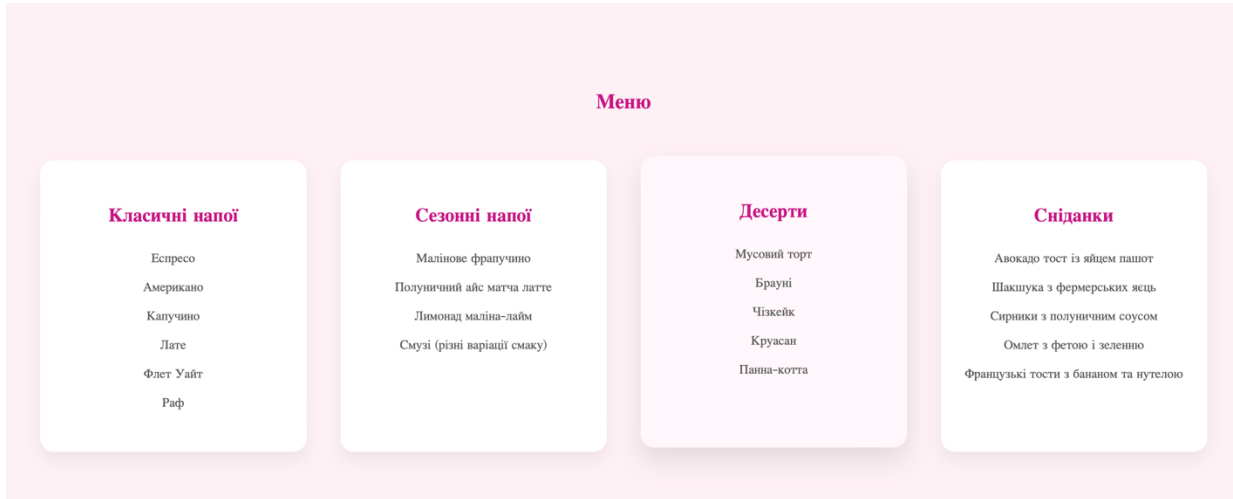 Меню
Класичні напої
Еспресо
Американо
Капучино
Лате
Флет Уайт
Раф
Сезонні напої
Малінове фрапучино
Полуничний айс матча латте
Лимонад маліна-лайм
Смузі (різні варіації смаку)
Десерти
Мусовий торт
Брауні
Чізкейк
Круасан
Панна-котта
Сніданки
Авокадо тост із яйцем пашот
Шакшука з фермерських яєць
Сирники з полуничним соусом
Омлет з фетою і зеленню
Французькі тости з бананом та нутелою